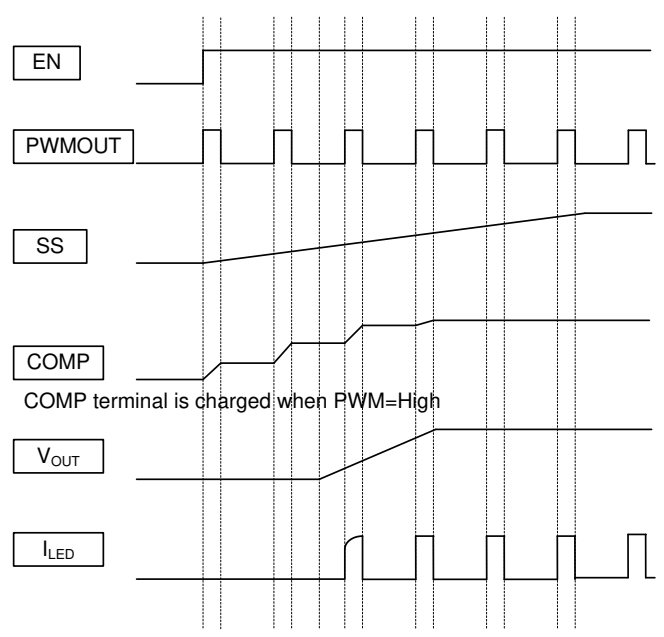 EN
PWMOUT
SS
COMP
COMP terminal is charged when PWM=High
VOUT
ILED